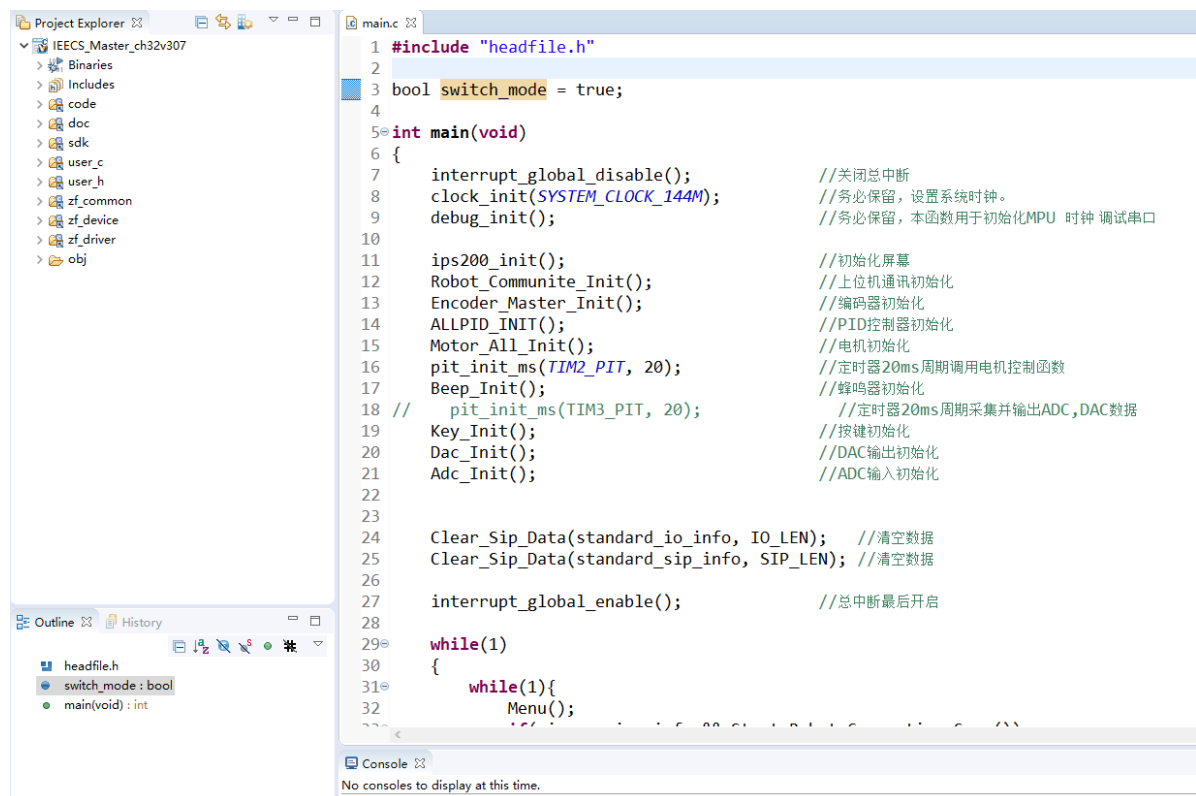 Project Explorer
IEECS_Master_ch32v307
Binaries
Includes
code
doc
sdk
user_c
user_h
zf_common
zf_device
zf_driver
obj
Outline
History
headfile.h
switch_mode : bool
main(void) : int
main.c
1 #include "headfile.h"
2
3 bool switch_mode = true;
4
5 int main(void)
6 {
7 interrupt_global_disable(); //关闭总中断
8 clock_init(SYSTEM_CLOCK_144M); //务必保留，设置系统时钟。
9 debug_init(); //务必保留，本函数用于初始化MPU 时钟 调试串口
10
11 ips200_init(); //初始化屏幕
12 Robot_Communite_Init(); //上位机通讯初始化
13 Encoder_Master_Init(); //编码器初始化
14 ALLPID_INIT(); //PID控制器初始化
15 Motor_All_Init(); //电机初始化
16 pit_init_ms(TIM2_PIT, 20); //定时器20ms周期调用电机控制函数
17 Beep_Init(); //蜂鸣器初始化
18 // pit_init_ms(TIM3_PIT, 20); //定时器20ms周期采集并输出ADC,DAC数据
19 Key_Init(); //按键初始化
20 Dac_Init(); //DAC输出初始化
21 Adc_Init(); //ADC输入初始化
22
23
24 Clear_Sip_Data(standard_io_info, IO_LEN); //清空数据
25 Clear_Sip_Data(standard_sip_info, SIP_LEN); //清空数据
26
27 interrupt_global_enable(); //总中断最后开启
28
29 while(1)
30 {
31 while(1){
32 Menu();
Console
No consoles to display at this time.